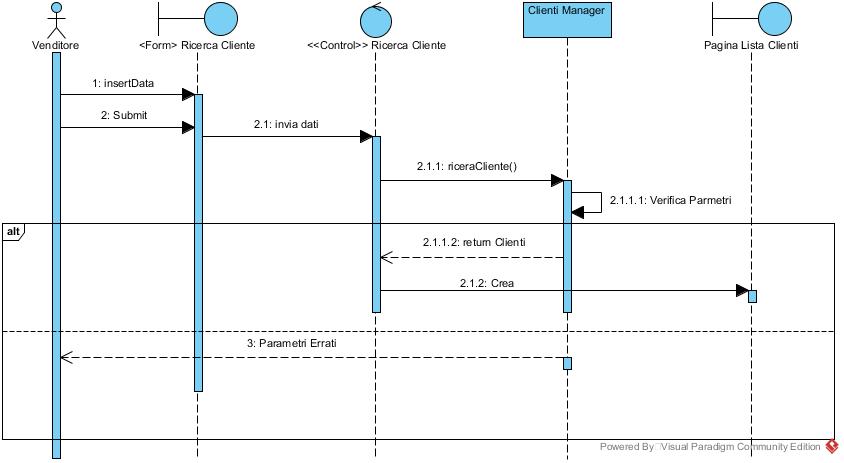 Clienti Manager
Venditore
<Form> Ricerca Cliente
<<Control>> Ricerca Cliente
Pagina Lista Clienti
1: insertData
2: Submit
2.1: invia dati
2.1.1: riceraCliente()
2.1.1.1: Verifica Parmetri
alt
2.1.1.2: return Clienti
2.1.2: Crea
3: Parametri Errati
Powered By Visual Paradigm Community Edition